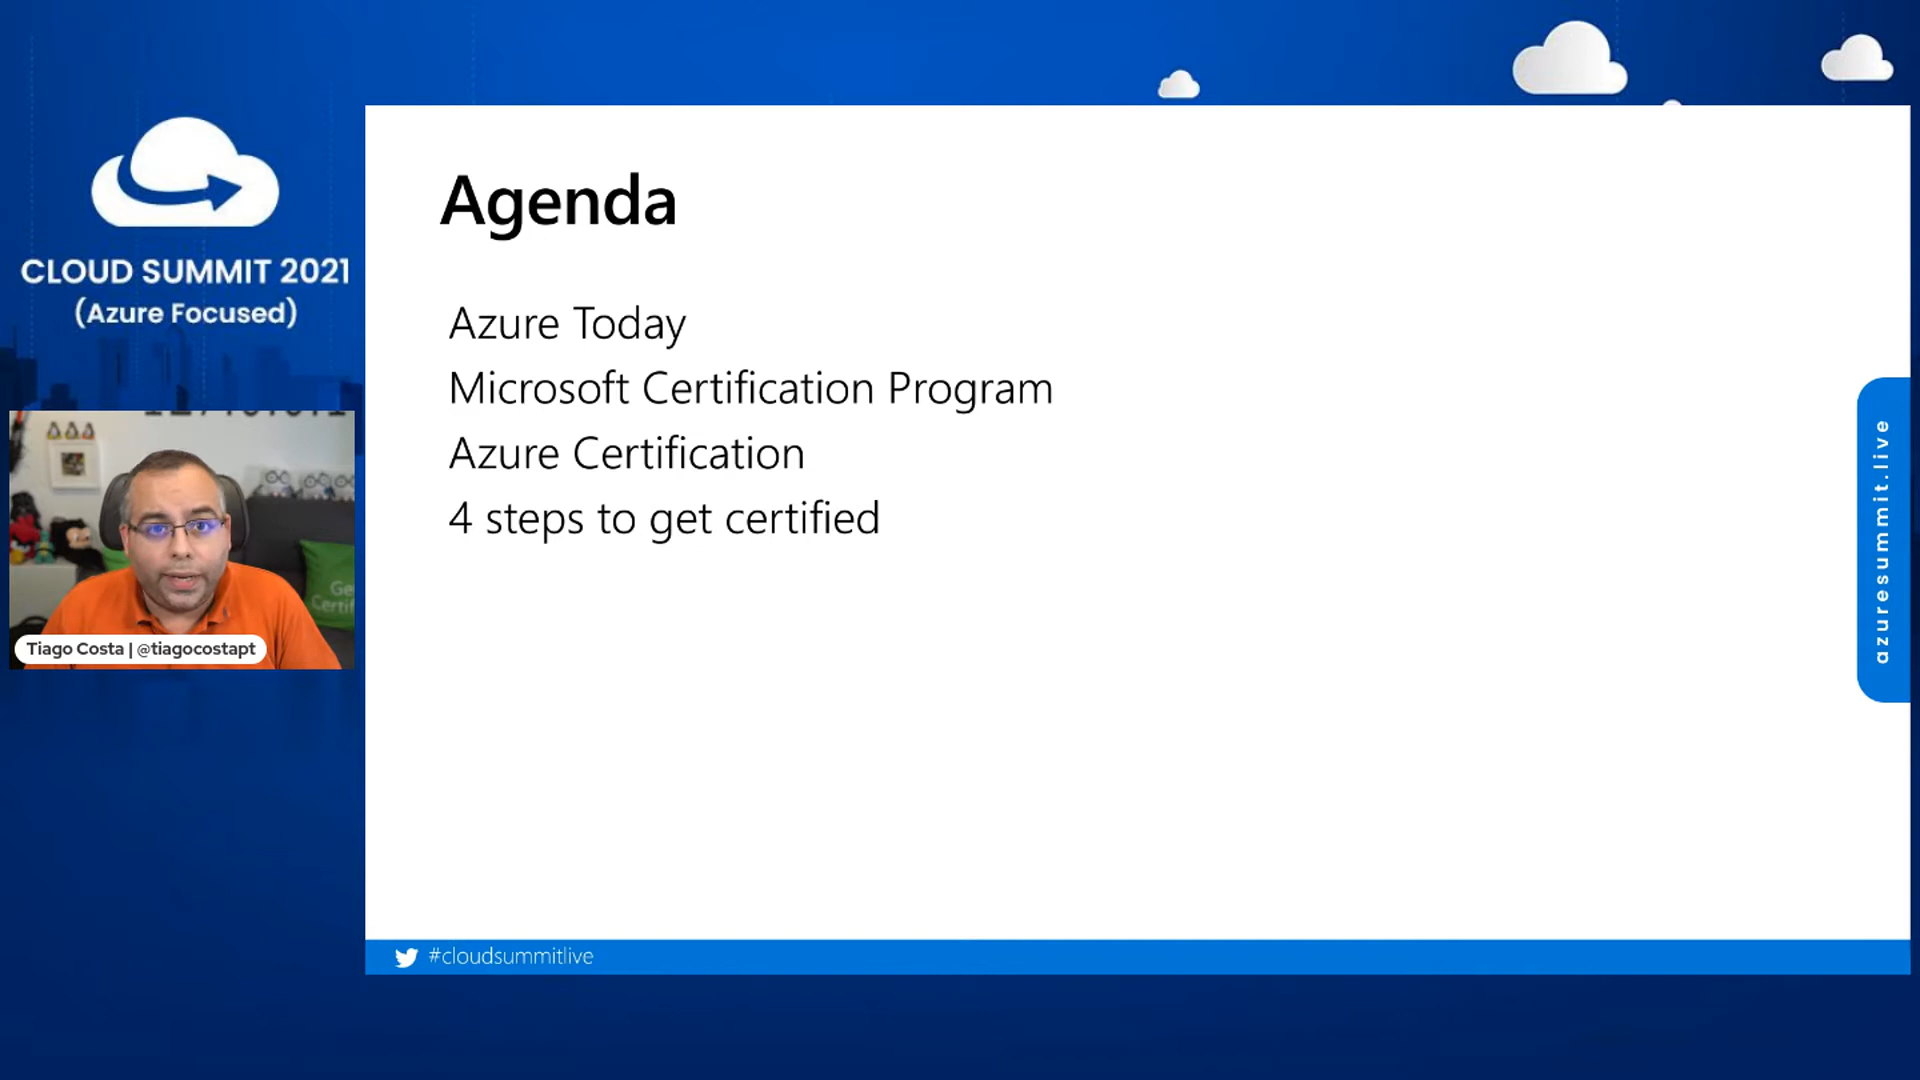 CLOUD SUMMIT 2021
(Azure Focused)
Tiago Costa | @tiagocostapt
Agenda
Azure Today
Microsoft Certification Program
Azure Certification
4 steps to get certified
azuresummit.live
#cloudsummitlive